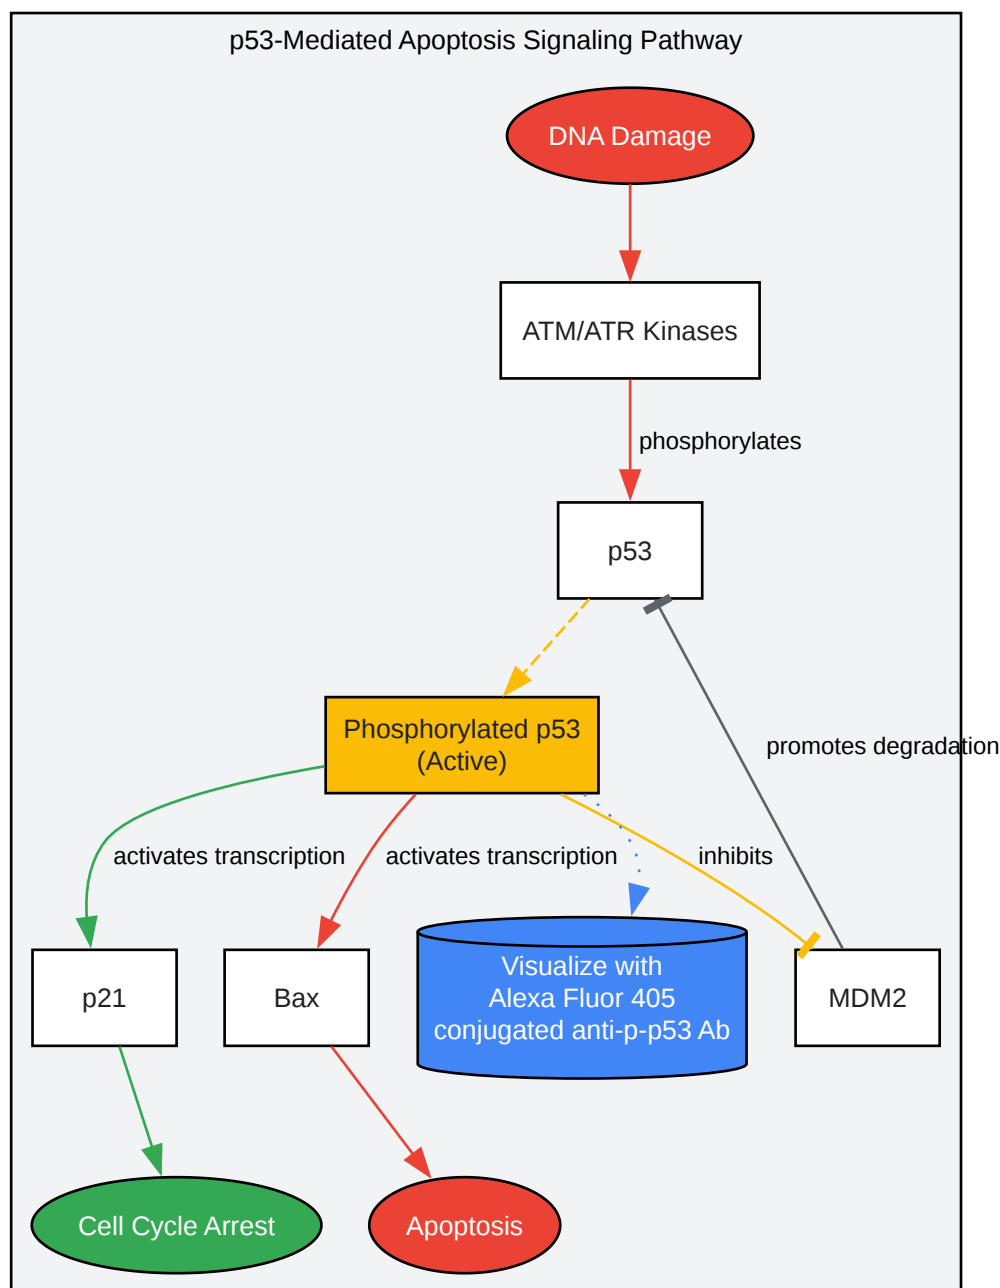 p53-Mediated Apoptosis Signaling Pathway
DNA Damage
ATM/ATR Kinases
phosphorylates
p53
Phosphorylated p53
(Active)
promotes degradation
activates transcription
activates transcription
inhibits
p21
Bax
Visualize with
Alexa Fluor 405
conjugated anti-p-p53 Ab
MDM2
Cell Cycle Arrest
Apoptosis